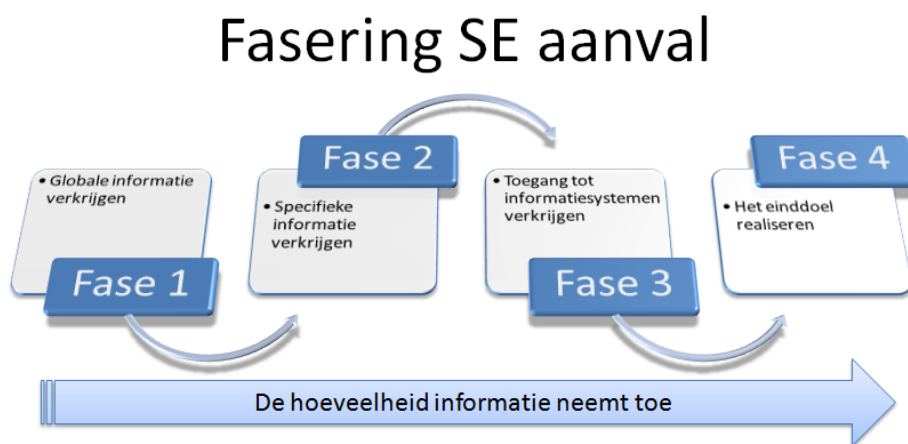 Fasering SE aanval
Fase 1
• Globale informatie
verkrijgen
Fase 2
• Specifieke
informatie
verkrijgen
Fase 3
• Toegang tot
informatiesystemen
verkrijgen
Fase 4
• Het einddoel
realiseren
De hoeveelheid informatie neemt toe